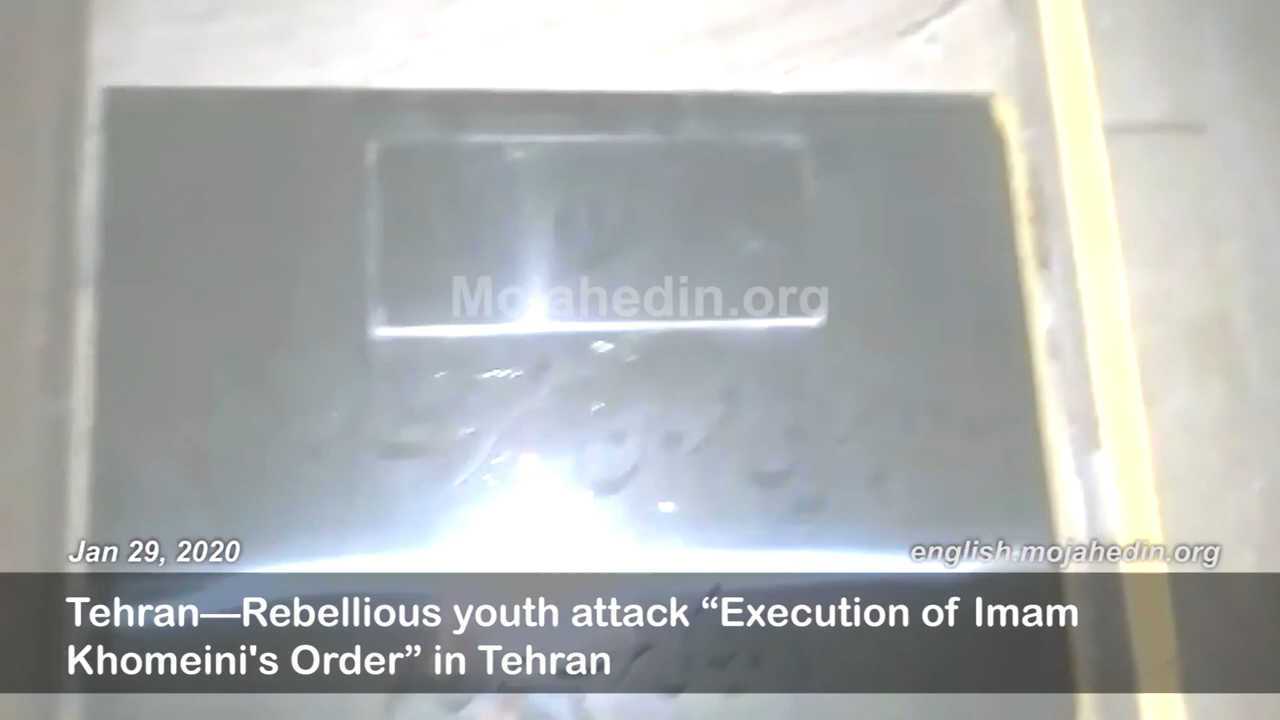 Mojahedin.org
Jan 29, 2020
english.mojahedin.org
Tehran—Rebellious youth attack “Execution of Imam
Khomeini's Order” in Tehran